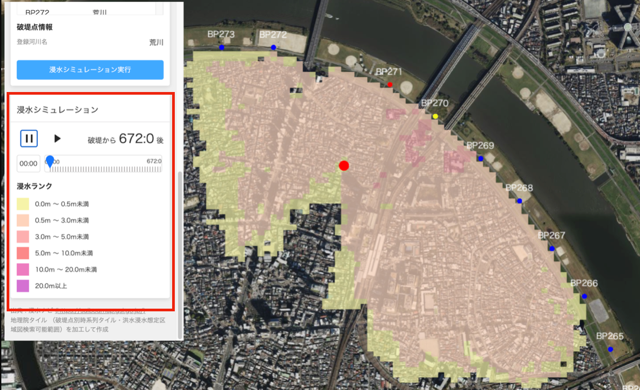 BP272 荒川
破堤点情報
登録河川名 荒川
浸水シミュレーション実行
浸水シミュレーション
破堤から 672:0 後
00:00
672:0
浸水ランク
0.0m 〜 0.5m未満
0.5m 〜 3.0m未満
3.0m 〜 5.0m未満
5.0m 〜 10.0m未満
10.0m 〜 20.0m未満
20.0m以上
地理院タイル （破堤点別時系列タイル・洪水浸水想定区
域図検索可能範囲）を加工して作成
BP273
BP272
BP271
BP270
BP269
BP268
BP267
BP266
BP265